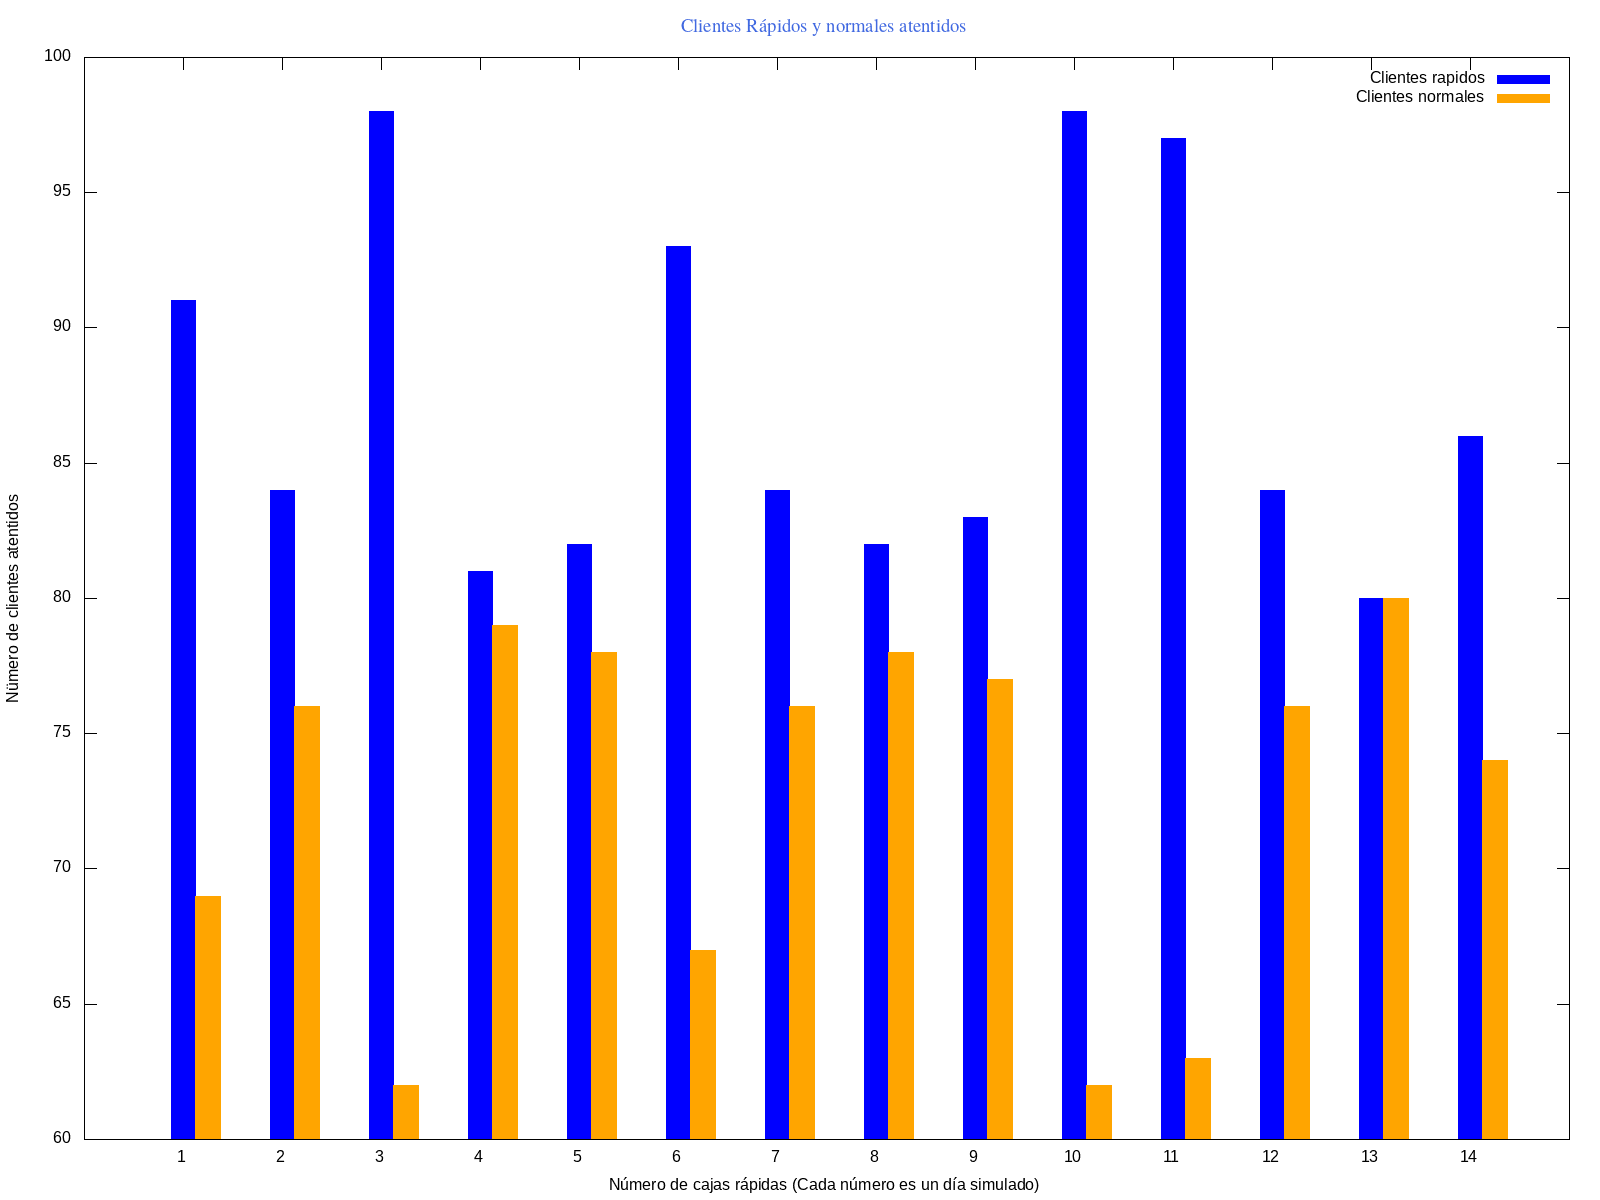 Clientes Rápidos y normales atentidos
Clientes rapidos
Clientes normales
100
95
90
85
80
75
70
65
60
Número de clientes atentidos
1 2 3 4 5 6 7 8 9 10 11 12 13 14
Número de cajas rápidas (Cada número es un día simulado)